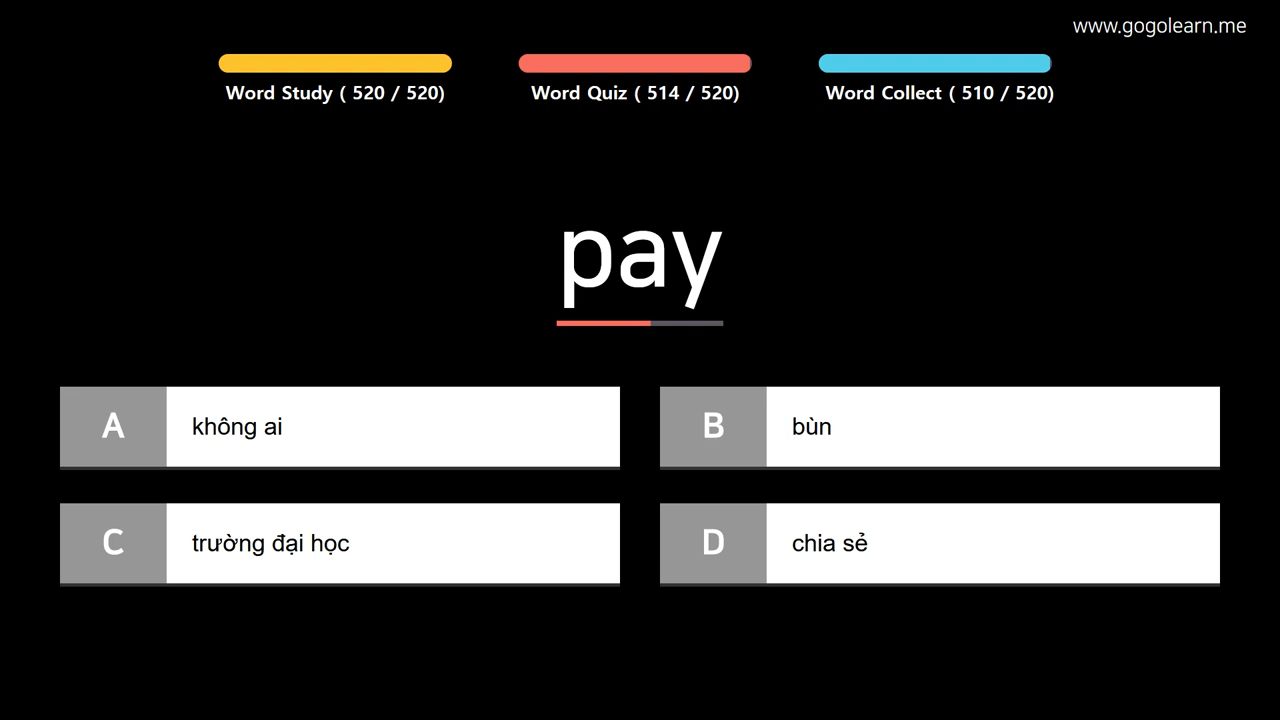 www.gogolearn.me
Word Study ( 520 / 520)
Word Quiz ( 514 / 520)
Word Collect ( 510 / 520)
pay
A
không ai
B
bùn
C
trường đại học
D
chia sẻ